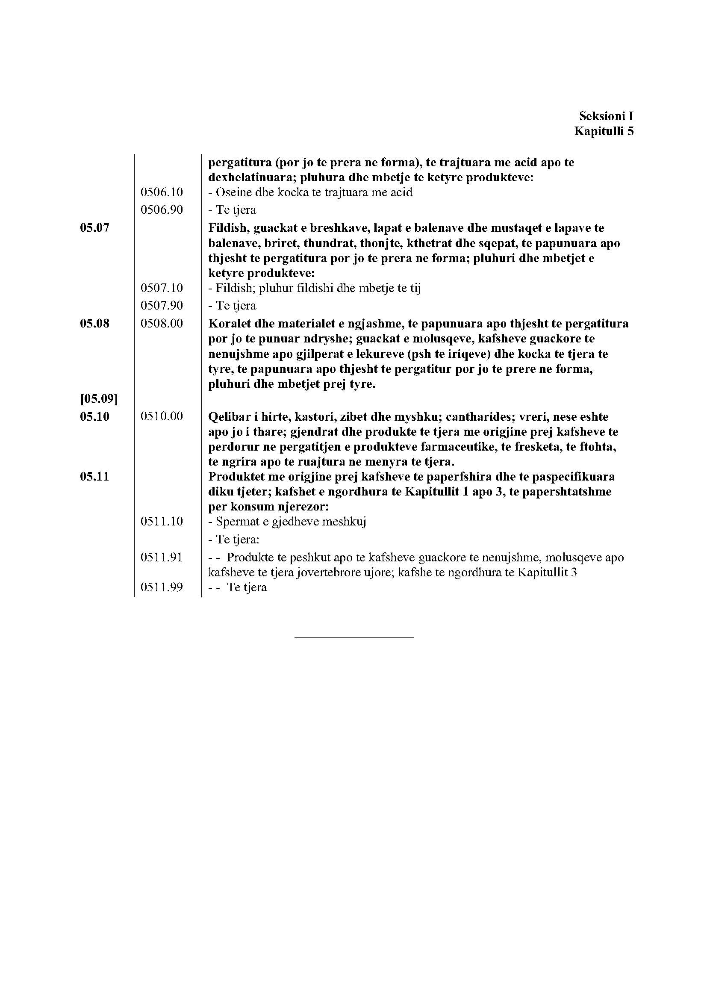 Seksioni I
Kapitulli 5
pergatitura (por jo te prera ne forma), te trajtuara me acid apo te
dexhelatinuara; pluhura dhe mbetje te ketyre produkteve:
0506.10 - Oseine dhe kocka te trajtuara me acid
0506.90 - Te tjera
05.07 Fildish, guackat e breshkave, lapat e balenave dhe mustaqet e lapave te
balenave, briret, thundrat, thonjte, kthetrat dhe sqepat, te papunuara apo
thjesht te pergatitura por jo te prera ne forma; pluhuri dhe mbetjet e
ketyre produkteve:
0507.10 - Fildish; pluhur fildishi dhe mbetje te tij
0507.90 - Te tjera
05.08 0508.00 Koralet dhe materialet e ngjashme, te papunuara apo thjesht te pergatitura
por jo te punuar ndryshe; guackat e molusqeve, kafsheve guackore te
nenujshme apo gjilperat e lekureve (psh te iriqeve) dhe kocka te tjera te
tyre, te papunuara apo thjesht te pergatitur por jo te prere ne forma,
pluhuri dhe mbetjet prej tyre.
[05.09]
05.10 0510.00 Qelibar i hirte, kastori, zibet dhe myshku; cantharides; vreri, nese eshte
apo jo i thare; gjendrat dhe produkte te tjera me origjine prej kafsheve te
perdorur ne pergatitjen e produkteve farmaceutike, te fresketa, te ftohta,
te ngrira apo te ruajtura ne menyra te tjera.
05.11 Produktet me origjine prej kafsheve te paperfshira dhe te paspecifikuara
diku tjeter; kafshet e ngordhura te Kapitullit 1 apo 3, te papershtatshme
per konsum njerezor:
0511.10 - Spermat e gjedheve meshkuj
- Te tjera:
0511.91 - - Produkte te peshkut apo te kafsheve guackore te nenujshme, molusqeve apo
kafsheve te tjera jovertebrore ujore; kafshe te ngordhura te Kapitullit 3
0511.99 - - Te tjera